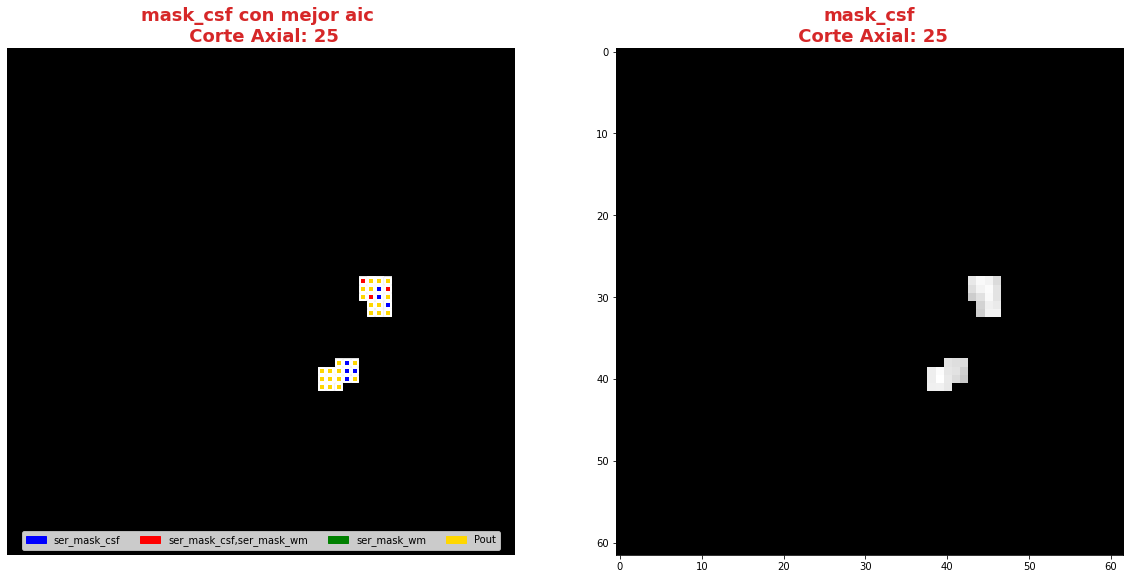 mask_csf con mejor aic
Corte Axial: 25
mask_csf
Corte Axial: 25
0
10
20
30
40
50
60
0 10 20 30 40 50 60
ser_mask_csf ser_mask_csf,ser_mask_wm ser_mask_wm Pout